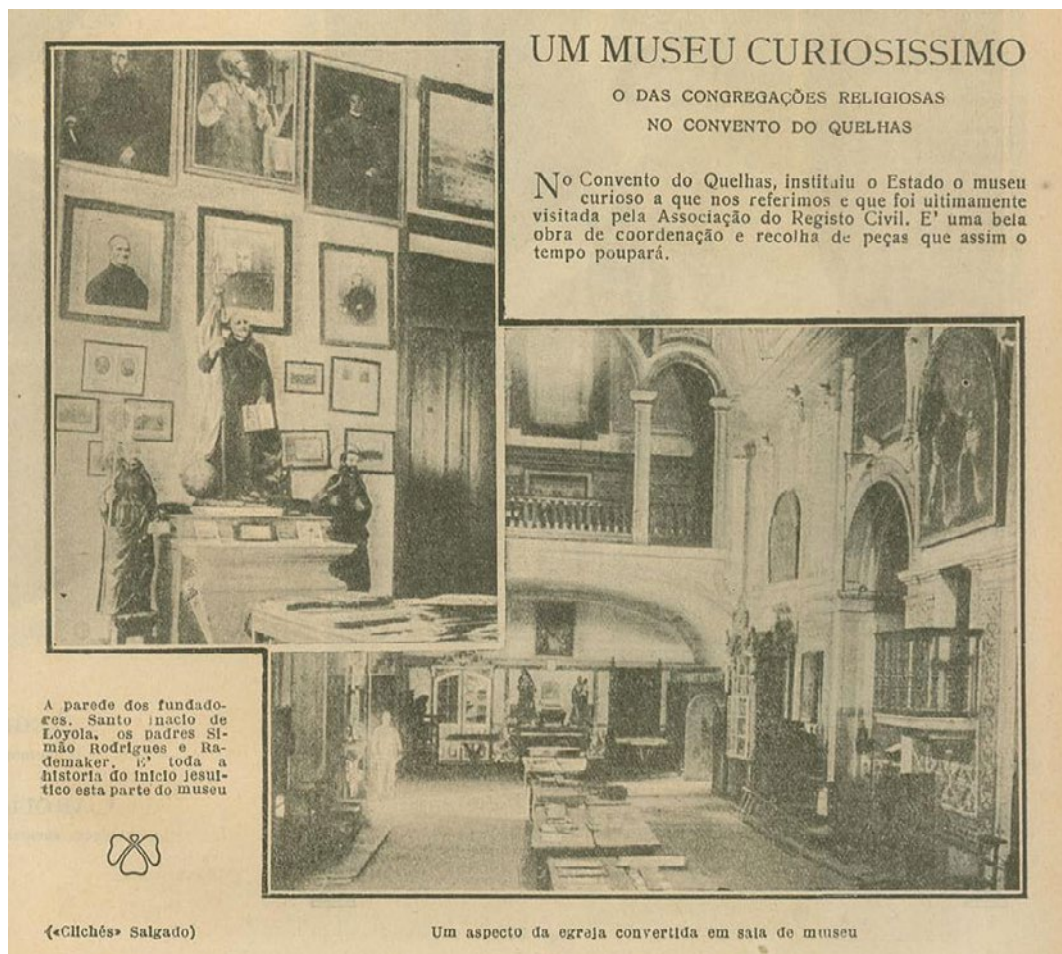 UM MUSEU CURIOSISSIMO
O DAS CONGREGAÇÕES RELIGIOSAS
NO CONVENTO DO QUELHAS
No Convento do Quelhas, instituiu o Estado o museu
curioso a que nos referimos e que foi ultimamente
visitada pela Associação do Registo Civil. E' uma bela
obra de coordenação e recolha de peças que assim o
tempo poupará.
A parede dos fundado-
res. Santo Inacio de
Loyola, os padres Si-
mão Rodrigues e Ra-
demaker. E' toda a
historia do inicio jesui-
tico esta parte do museu
(«Clichés» Salgado)
Um aspecto da egreja convertida em sala de museu